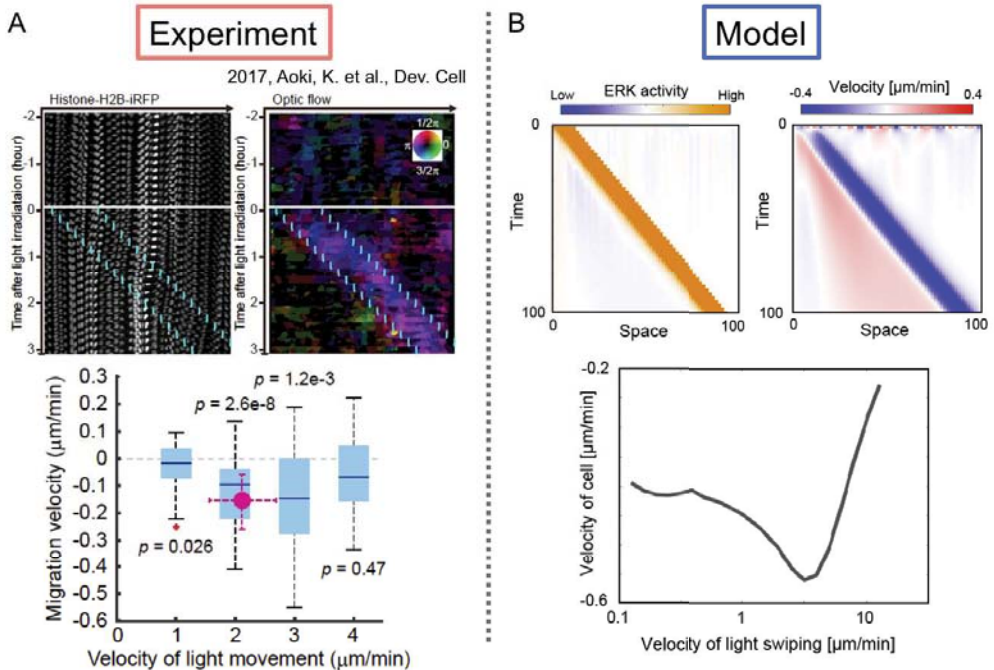 A
Experiment
2017, Aoki, K. et al., Dev. Cell
Histone-H2B-iRFP
Optic flow
Time after light irradiataion (hour)
-2
-1
0
1
2
3
Time after light irradiation (hour)
-2
-1
0
1
2
3
1/2π
π
0
3/2π
Migration velocity (μm/min)
0.3
0.2
0.1
0
-0.1
-0.2
-0.3
-0.4
-0.5
-0.6
p = 1.2e-3
p = 2.6e-8
p = 0.026
p = 0.47
0 1 2 3 4
Velocity of light movement (μm/min)
B
Model
Low ERK activity High
Time
0
100
0 Space 100
Velocity [μm/min]
-0.4 0.4
Time
0
100
0 Space 100
Velocity of cell [μm/min]
-0.2
-0.6
0.1 1 10
Velocity of light swiping [μm/min]